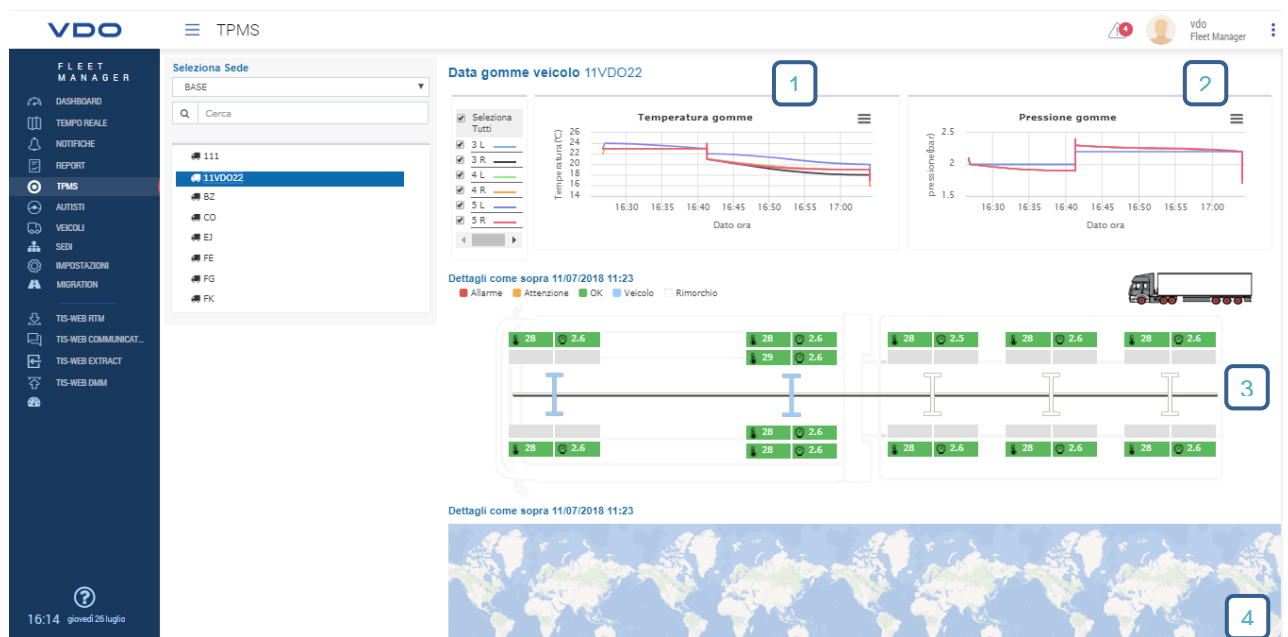 VDO
TPMS
4
vdo
Fleet Manager
FLEET
MANAGER
DASHBOARD
TEMPO REALE
NOTIFICHE
REPORT
TPMS
AUTISTI
VEICOLI
SEDI
IMPOSTAZIONI
MIGRATION
TIS-WEB RTM
TIS-WEB COMMUNICAT...
TIS-WEB EXTRACT
TIS-WEB DMM
16:14 giovedì 26 luglio
Seleziona Sede
BASE
Cerca
111
11VDO22
BZ
CO
EJ
FE
FG
FK
Data gomme veicolo 11VDO22
1
2
Seleziona
Tutti
3 L
3 R
4 L
4 R
5 L
5 R
Temperatura gomme
Temperatura(°C)
26
24
22
20
18
16
14
16:30 16:35 16:40 16:45 16:50 16:55 17:00
Dato ora
Pressione gomme
pressione(bar)
2.5
2
1.5
16:30 16:35 16:40 16:45 16:50 16:55 17:00
Dato ora
Dettagli come sopra 11/07/2018 11:23
Allarme Attenzione OK Veicolo Rimorchio
28 2.6 28 2.6 28 2.5 28 2.6 28 2.6
29 2.6
3
28 2.6
28 2.6 28 2.6 28 2.6 28 2.6 28 2.6
Dettagli come sopra 11/07/2018 11:23
4